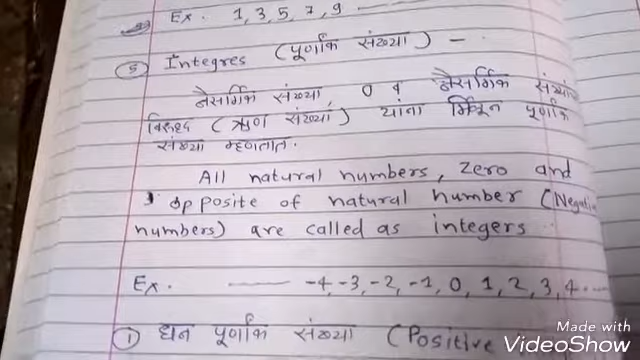 Ex. 1, 3, 5, 7, 9 ----
⑤ Integres (पूर्णांक संख्या) –
नैसर्गिक संख्या 0 व नैसर्गिक संख्यां
विरुध्द (ऋण संख्या) यांना मिळून पूर्णांक
संख्या म्हणतात.
All natural numbers, Zero and
opposite of natural number (Negative
numbers) are called as integers
Ex. ------ -4, -3, -2, -1, 0, 1, 2, 3, 4 .....
① धन पूर्णांक संख्या (Positive
Made with
VideoShow